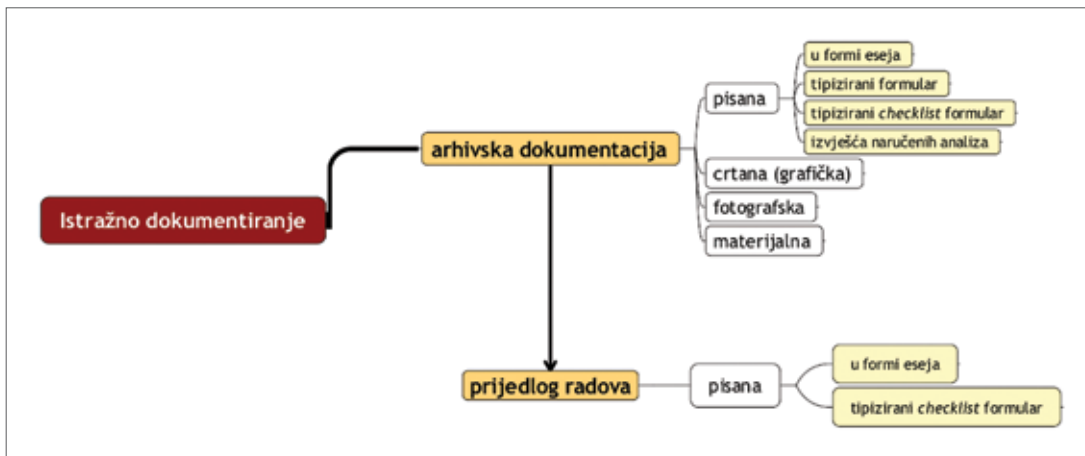 Istražno dokumentiranje
arhivska dokumentacija
pisana
u formi eseja
tipizirani formular
tipizirani checklist formular
izvješća naručenih analiza
crtana (grafička)
fotografska
materijalna
prijedlog radova
pisana
u formi eseja
tipizirani checklist formular